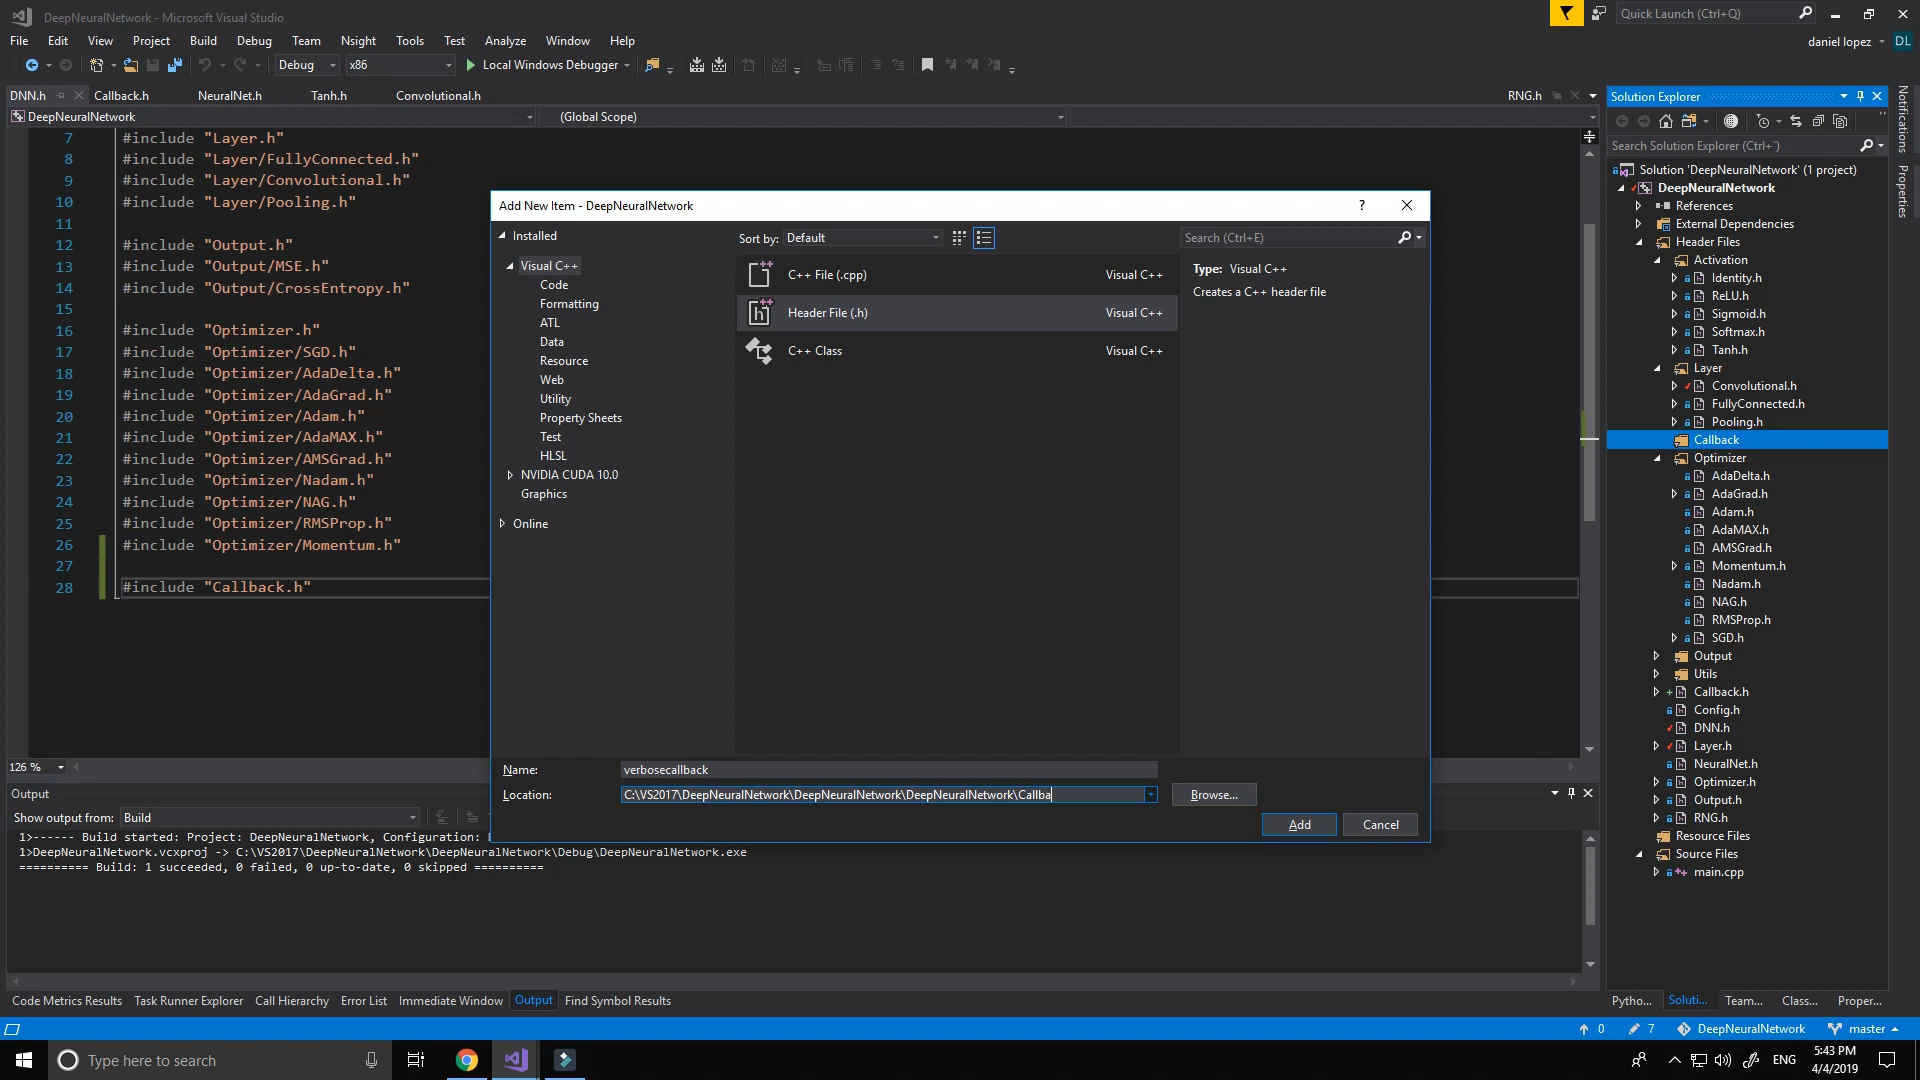 DeepNeuralNetwork - Microsoft Visual Studio
Quick Launch (Ctrl+Q)
File Edit View Project Build Debug Team Nsight Tools Test Analyze Window Help
daniel lopez DL
Debug x86 Local Windows Debugger
DNN.h Callback.h NeuralNet.h Tanh.h Convolutional.h RNG.h
DeepNeuralNetwork (Global Scope)
7 #include "Layer.h"
8 #include "Layer/FullyConnected.h"
9 #include "Layer/Convolutional.h"
10 #include "Layer/Pooling.h"
11
12 #include "Output.h"
13 #include "Output/MSE.h"
14 #include "Output/CrossEntropy.h"
15
16 #include "Optimizer.h"
17 #include "Optimizer/SGD.h"
18 #include "Optimizer/AdaDelta.h"
19 #include "Optimizer/AdaGrad.h"
20 #include "Optimizer/Adam.h"
21 #include "Optimizer/AdaMAX.h"
22 #include "Optimizer/AMSGrad.h"
23 #include "Optimizer/Nadam.h"
24 #include "Optimizer/NAG.h"
25 #include "Optimizer/RMSProp.h"
26 #include "Optimizer/Momentum.h"
27
28 #include "Callback.h"
126 %
Add New Item - DeepNeuralNetwork
?
Installed
Visual C++
Code
Formatting
ATL
Data
Resource
Web
Utility
Property Sheets
Test
HLSL
NVIDIA CUDA 10.0
Graphics
Online
Sort by: Default
Search (Ctrl+E)
C++ File (.cpp) Visual C++
Header File (.h) Visual C++
C++ Class Visual C++
Type: Visual C++
Creates a C++ header file
Name: verbosecallback
Location: C:\VS2017\DeepNeuralNetwork\DeepNeuralNetwork\DeepNeuralNetwork\Callba
Browse...
Add Cancel
Solution Explorer
Search Solution Explorer (Ctrl+¨)
Solution 'DeepNeuralNetwork' (1 project)
DeepNeuralNetwork
References
External Dependencies
Header Files
Activation
Identity.h
ReLU.h
Sigmoid.h
Softmax.h
Tanh.h
Layer
Convolutional.h
FullyConnected.h
Pooling.h
Callback
Optimizer
AdaDelta.h
AdaGrad.h
Adam.h
AdaMAX.h
AMSGrad.h
Momentum.h
Nadam.h
NAG.h
RMSProp.h
SGD.h
Output
Utils
Callback.h
Config.h
DNN.h
Layer.h
NeuralNet.h
Optimizer.h
Output.h
RNG.h
Resource Files
Source Files
main.cpp
Notifications
Properties
Output
Show output from: Build
1>------ Build started: Project: DeepNeuralNetwork, Configuration:
1>DeepNeuralNetwork.vcxproj -> C:\VS2017\DeepNeuralNetwork\DeepNeuralNetwork\Debug\DeepNeuralNetwork.exe
========== Build: 1 succeeded, 0 failed, 0 up-to-date, 0 skipped ==========
Code Metrics Results Task Runner Explorer Call Hierarchy Error List Immediate Window Output Find Symbol Results
Pytho... Soluti... Team... Class... Proper...
0 7 DeepNeuralNetwork master
Type here to search
ENG
5:43 PM
4/4/2019